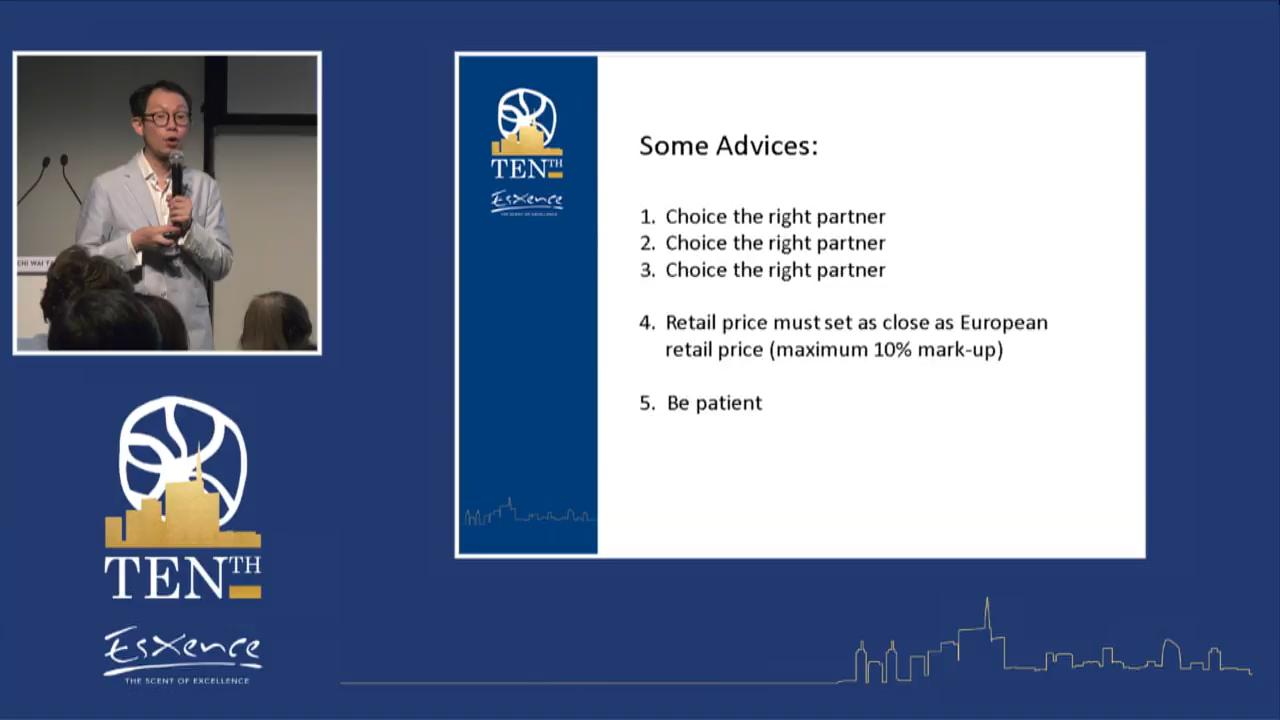 TENTH
Esxence
THE SCENT OF EXCELLENCE
Some Advices:
1. Choice the right partner
2. Choice the right partner
3. Choice the right partner
4. Retail price must set as close as European
retail price (maximum 10% mark-up)
5. Be patient
TENTH
Esxence
THE SCENT OF EXCELLENCE